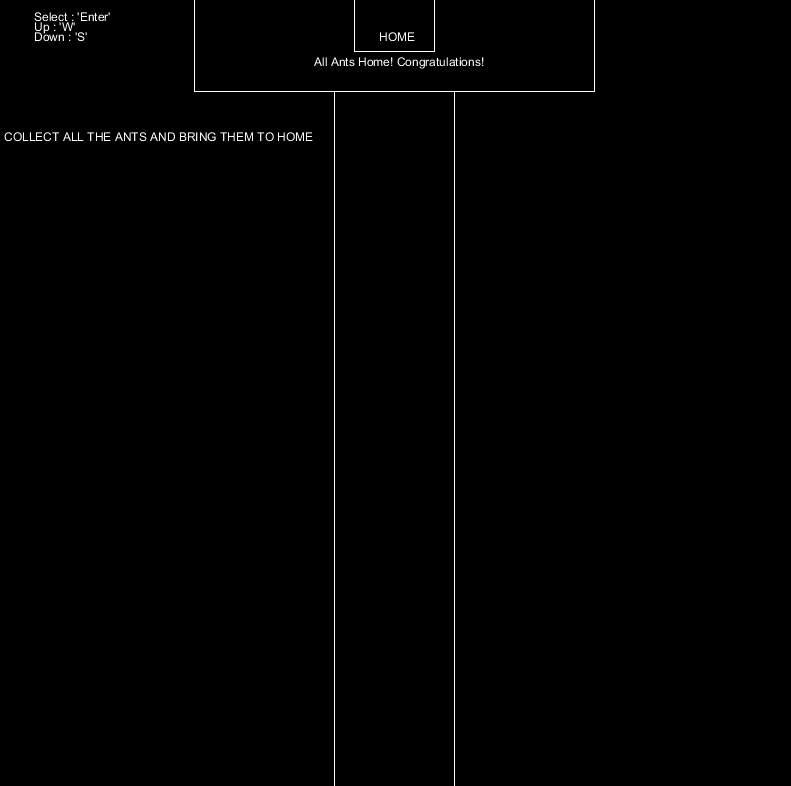 Select : 'Enter'
Up : 'W'
Down : 'S'
HOME
All Ants Home! Congratulations!
COLLECT ALL THE ANTS AND BRING THEM TO HOME